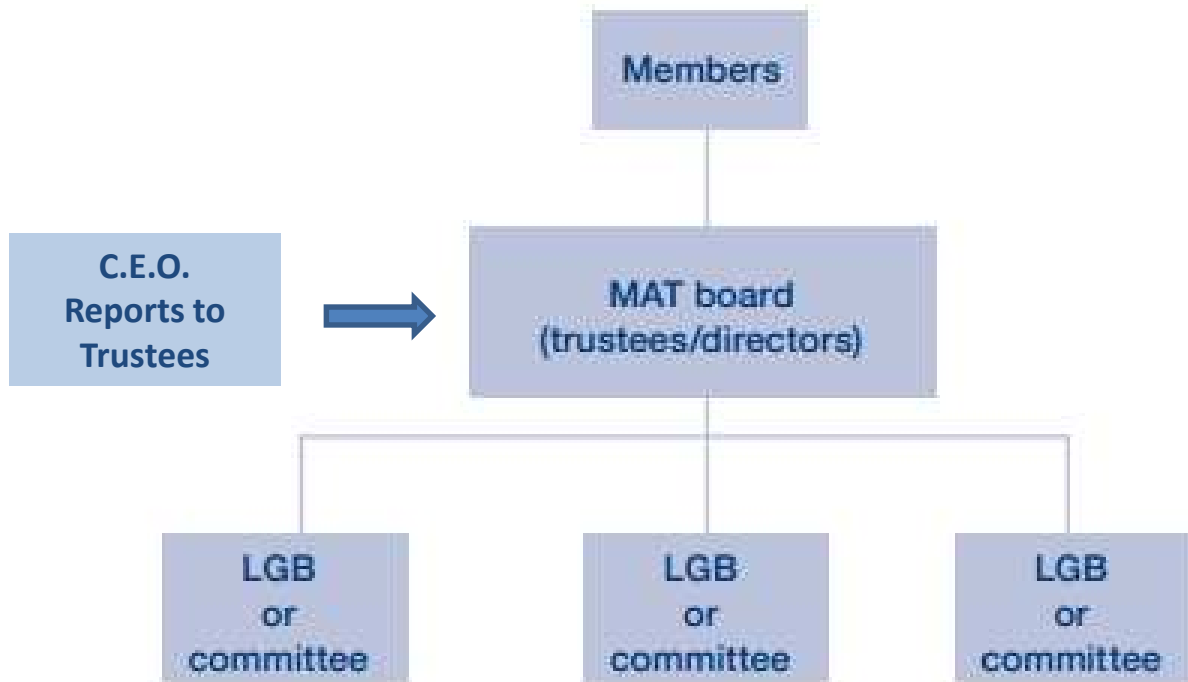 Members
C.E.O.
Reports to
Trustees
MAT board
(trustees/directors)
LGB
or
committee
LGB
or
committee
LGB
or
committee